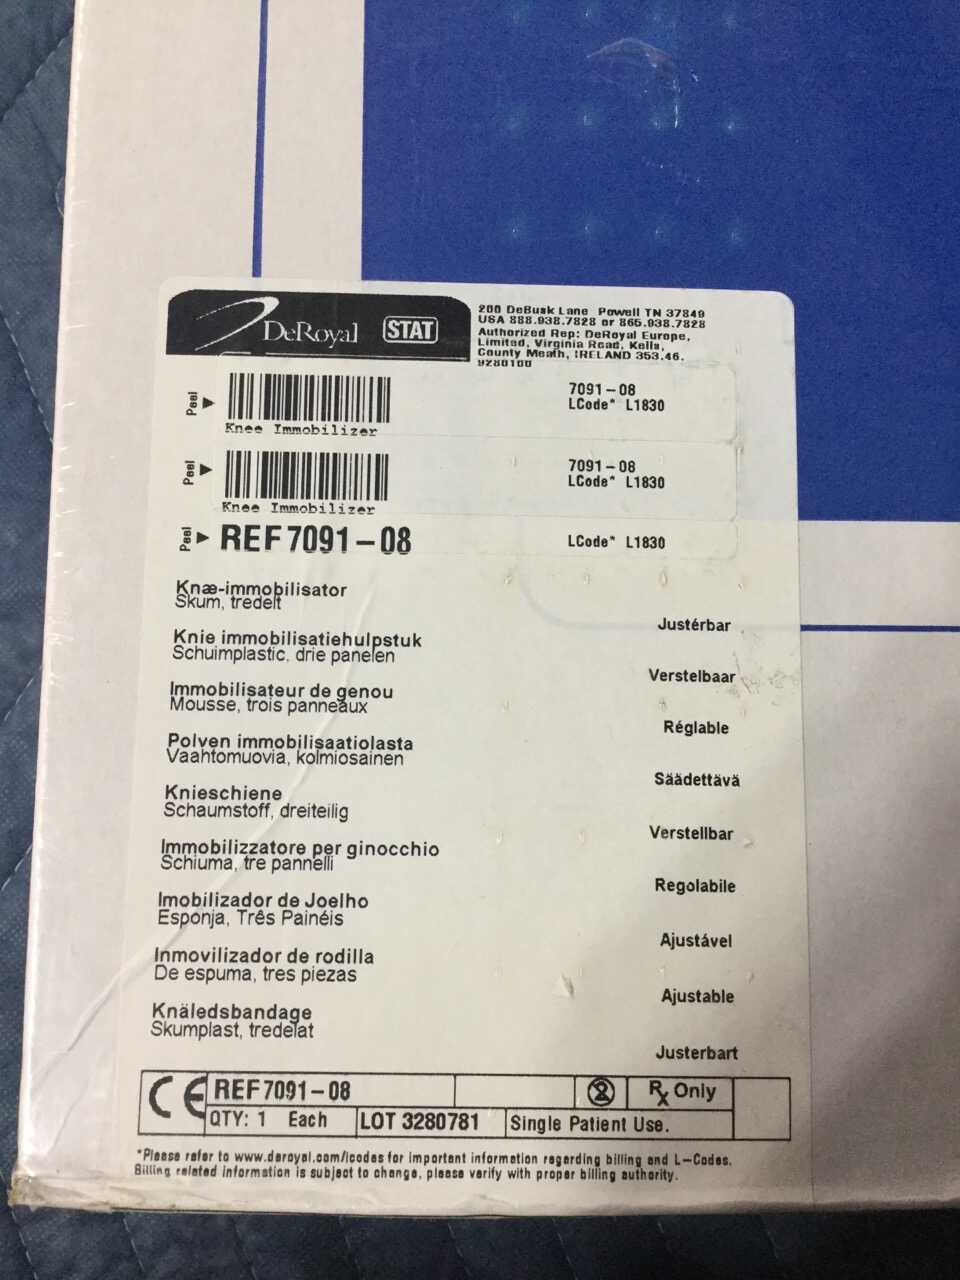 DeRoyal STAT
200 DeBusk Lane Powell TN 37849
USA 888.938.7828 or 865.938.7828
Authorized Rep: DeRoyal Europe,
Limited, Virginia Road, Kells,
County Meath, IRELAND 353.46.
9280100
Peel
7091-08
LCode* L1830
Knee Immobilizer
Peel
7091-08
LCode* L1830
Knee Immobilizer
Peel REF 7091-08 LCode* L1830
Knæ-immobilisator
Skum, tredelt
Justérbar
Knie immobilisatiehulpstuk
Schuimplastic, drie panelen
Verstelbaar
Immobilisateur de genou
Mousse, trois panneaux
Réglable
Polven immobilisaatiolasta
Vaahtomuovia, kolmiosainen
Säädettävä
Knieschiene
Schaumstoff, dreiteilig
Verstellbar
Immobilizzatore per ginocchio
Schiuma, tre pannelli
Regolabile
Imobilizador de Joelho
Esponja, Três Painéis
Ajustável
Inmovilizador de rodilla
De espuma, tres piezas
Ajustable
Knäledsbandage
Skumplast, tredelat
Justerbart
CE REF 7091-08 2 Rx Only
QTY: 1 Each LOT 3280781 Single Patient Use.
*Please refer to www.deroyal.com/lcodes for important information regarding billing and L-Codes.
Billing related information is subject to change, please verify with proper billing authority.